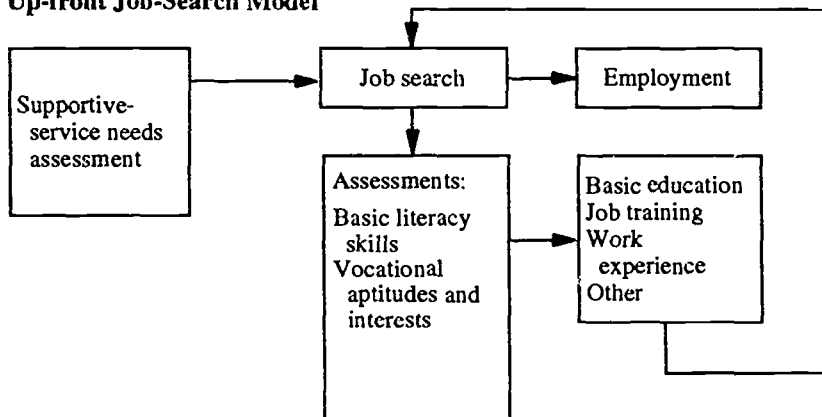 Up-front Job-Search Model
Supportive-
service needs
assessment
Job search
Employment
Assessments:
Basic literacy
skills
Vocational
aptitudes and
interests
Basic education
Job training
Work
experience
Other